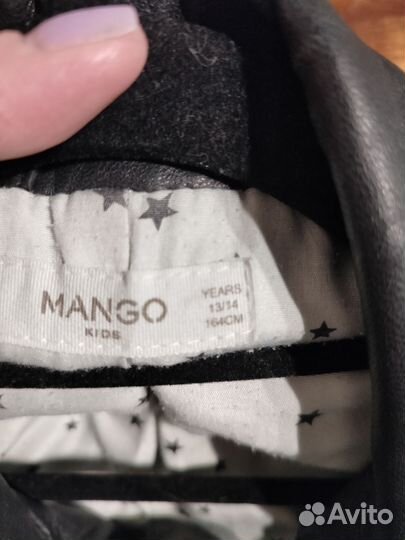 MANGO
KIDS
YEARS
13/14
164CM
Avito